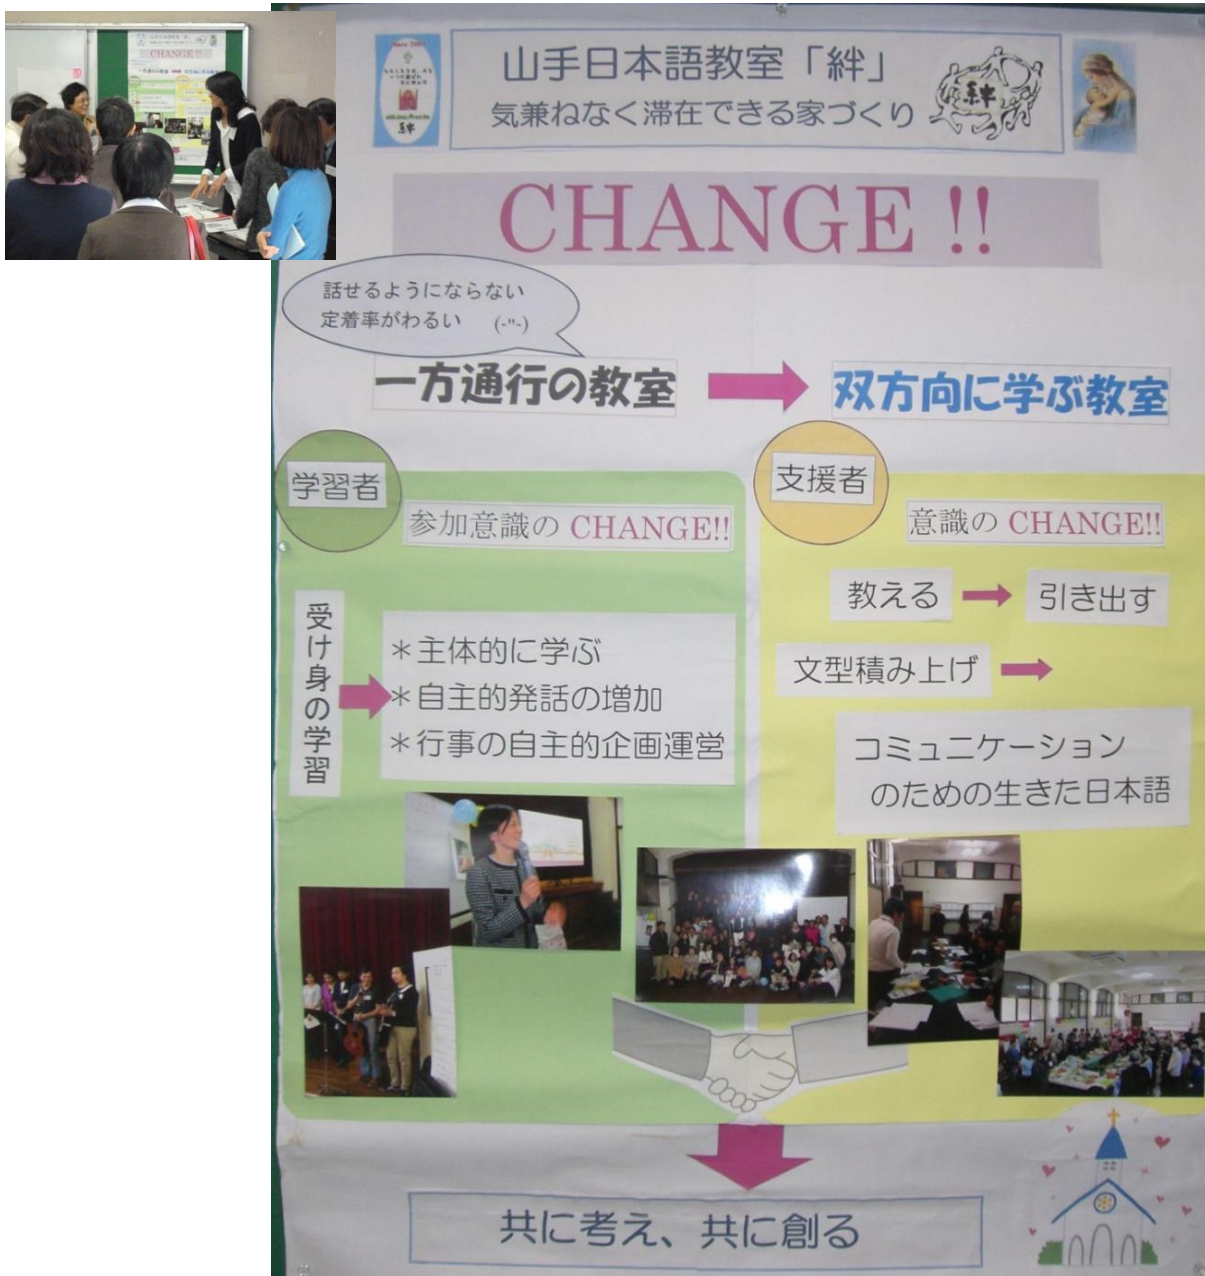 Since 2003
絆
山手日本語教室「絆」
気兼ねなく滞在できる家づくり
絆
CHANGE !!
話せるようにならない
定着率がわるい (-"-)
一方通行の教室
双方向に学ぶ教室
学習者
参加意識の CHANGE!!
受け身の学習
＊主体的に学ぶ
＊自主的発話の増加
＊行事の自主的企画運営
支援者
意識の CHANGE!!
教える
引き出す
文型積み上げ
コミュニケーション
のための生きた日本語
共に考え、共に創る